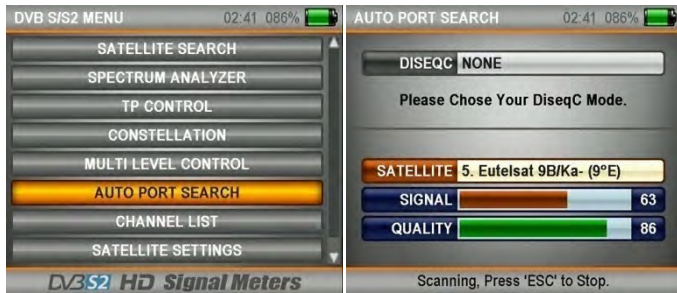 DVB S/S2 MENU 02:41 086%
SATELLITE SEARCH
SPECTRUM ANALYZER
TP CONTROL
CONSTELLATION
MULTI LEVEL CONTROL
AUTO PORT SEARCH
CHANNEL LIST
SATELLITE SETTINGS
DVBS2 HD Signal Meters
AUTO PORT SEARCH 02:41 086%
DISEQC NONE
Please Chose Your DiseqC Mode.
SATELLITE 5. Eutelsat 9B/Ka- (9°E)
SIGNAL 63
QUALITY 86
Scanning, Press 'ESC' to Stop.